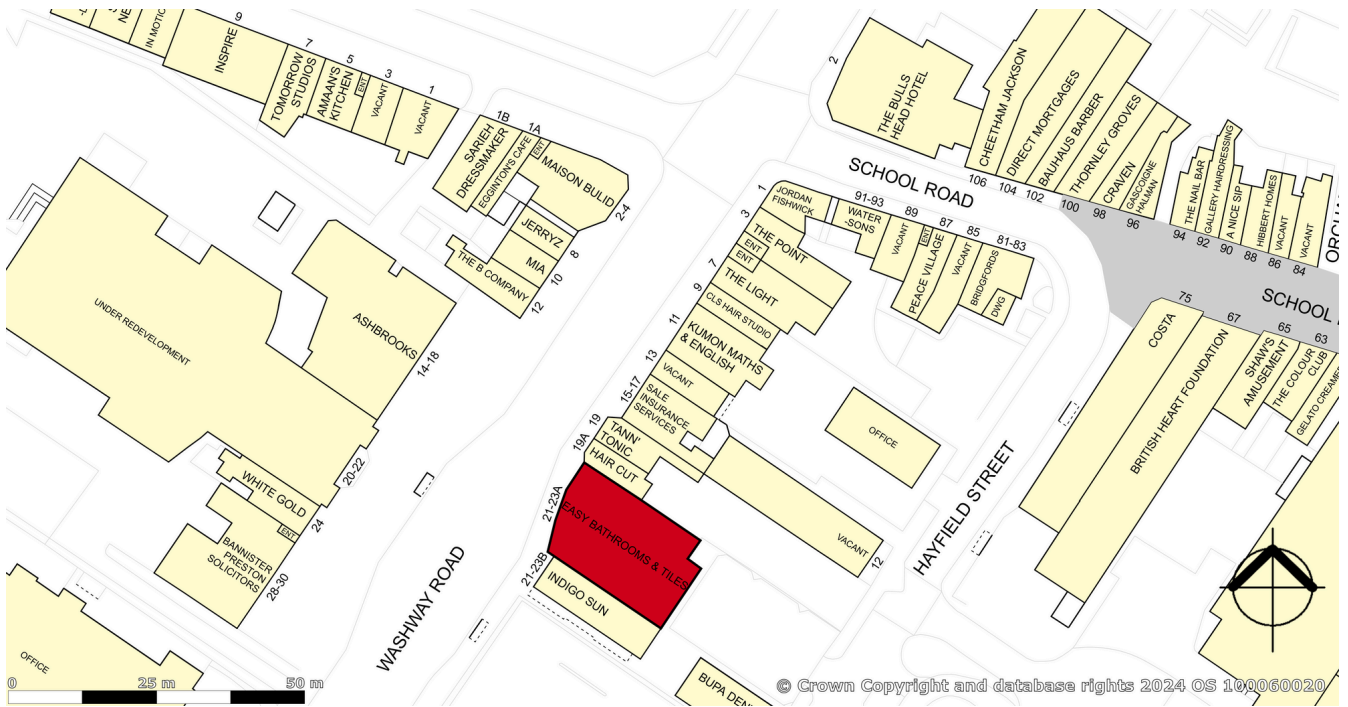 9
NE
IN MOTIC
INSPIRE
7
TOMORROW
STUDIOS
5
AMAAN'S
KITCHEN
ENT
3
VACANT
1
VACANT
1B
SARIEH
DRESSMAKER
1A
EGGINTON'S CAFE
ENT
MAISON BULID
2-4
JERRYZ
8
MIA
10
THE B COMPANY
12
UNDER REDEVELOPMENT
ASHBROOKS
14-18
20-22
WHITE GOLD
24
ENT
BANNISTER
PRESTON
SOLICITORS
28-30
OFFICE
WASHWAY ROAD
2
THE BULLS
HEAD HOTEL
CHEETHAM JACKSON
DIRECT MORTGAGES
BAUHAUS BARBER
THORNLEY GROVES
CRAVEN
GASCOIGNE
HALMAN
106
104
102
100
98
96
THE NAIL BAR
GALLERY HAIRDRESSING
A NICE SIP
HIBBERT HOMES
VACANT
VACANT
94
92
90
88
86
84
SCHOOL ROAD
1
JORDAN
FISHWICK
91-93
WATER
-SONS
89
VACANT
ENT
87
PEACE VILLAGE
85
VACANT
81-83
BRIDGFORDS
DWG
3
THE POINT
ENT
ENT
7
THE LIGHT
9
CLS HAIR STUDIO
11
KUMON MATHS
& ENGLISH
13
VACANT
15-17
SALE
INSURANCE
SERVICES
19
TANN'
TONIC
19A
HAIR CUT
21-23A
EASY BATHROOMS & TILES
21-23B
INDIGO SUN
OFFICE
VACANT
12
HAYFIELD STREET
BUPA DEN
75
COSTA
67
BRITISH HEART FOUNDATION
65
SHAW'S
AMUSEMENT
63
THE COLOUR
CLUB
GELATO CREAME
SCHOOL
ORCH
0
25 m
50 m
© Crown Copyright and database rights 2024 OS 100060020